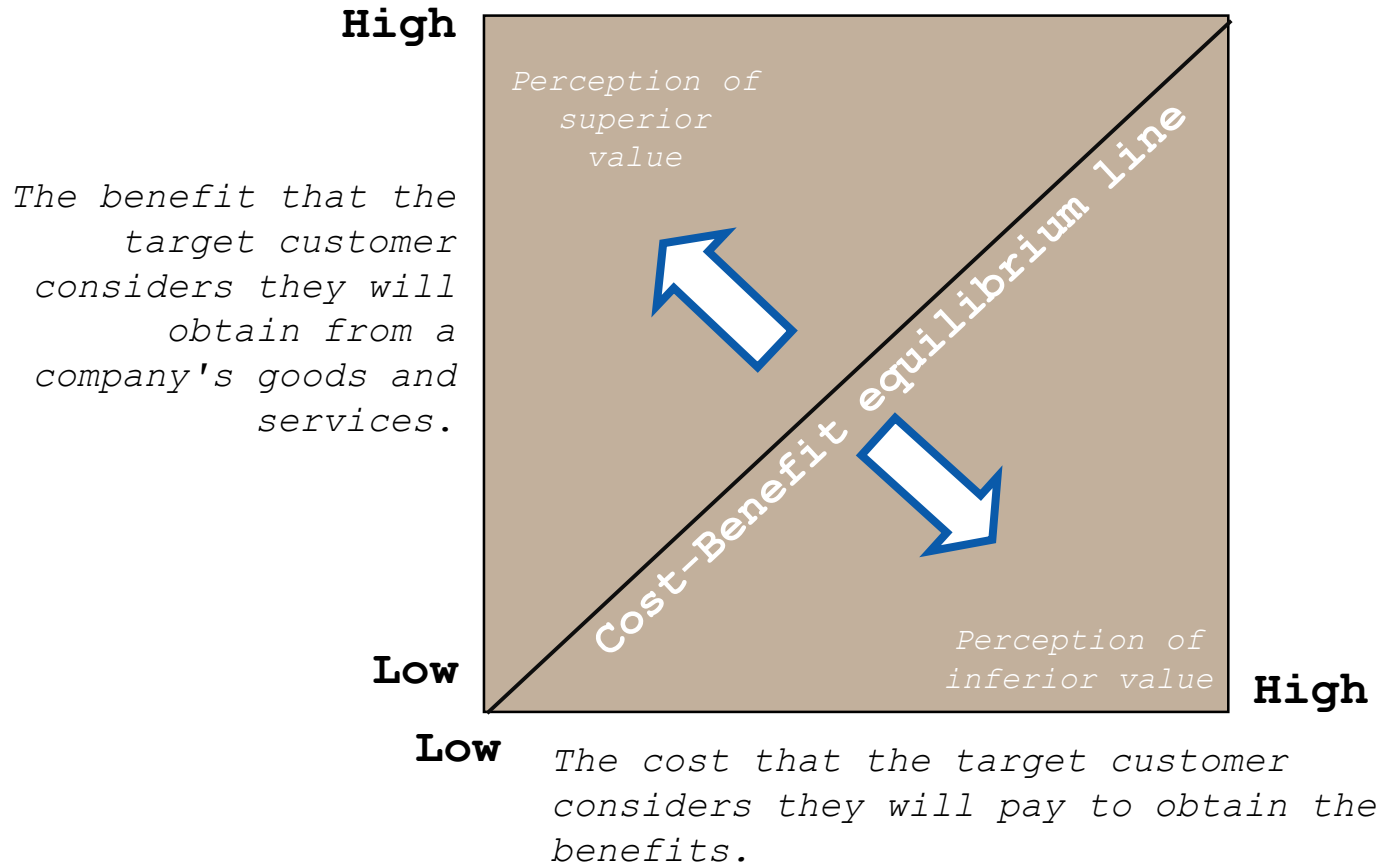 High
Perception of
superior
value
The benefit that the
target customer
considers they will
obtain from a
company's goods and
services.
Cost-Benefit equilibrium line
Perception of
inferior value
Low
High
Low
The cost that the target customer
considers they will pay to obtain the
benefits.